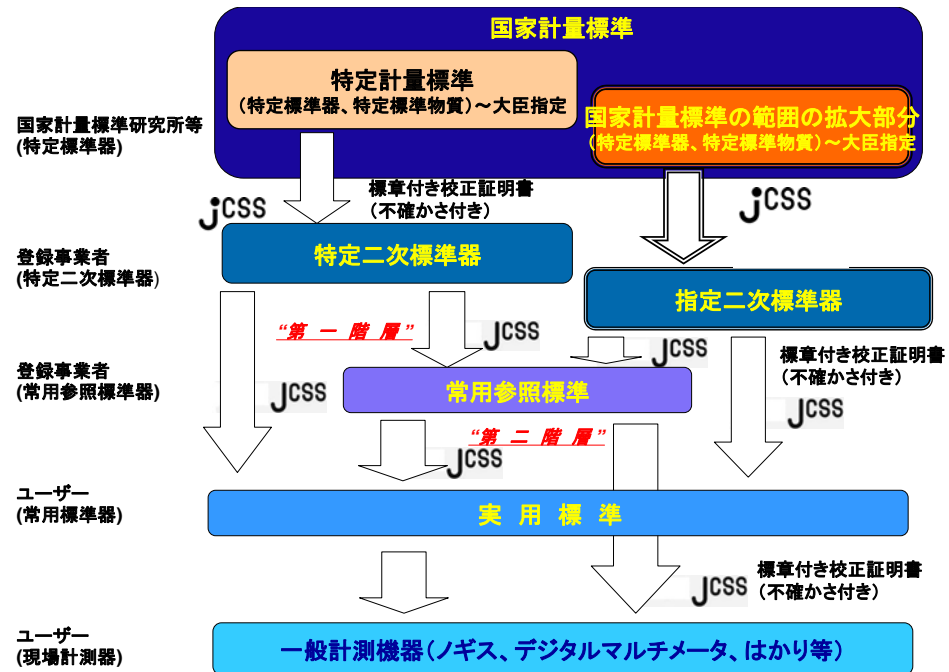 国家計量標準
特定計量標準
(特定標準器、特定標準物質)～大臣指定
国家計量標準の範囲の拡大部分
(特定標準器、特定標準物質)～大臣指定
国家計量標準研究所等
(特定標準器)
標章付き校正証明書
(不確かさ付き)
jCSS
jCSS
登録事業者
(特定二次標準器)
特定二次標準器
指定二次標準器
“第一階層”
JCSS
JCSS
標章付き校正証明書
(不確かさ付き)
登録事業者
(常用参照標準器)
常用参照標準
JCSS
JCSS
“第二階層”
JCSS
ユーザー
(常用標準器)
実用標準
標章付き校正証明書
(不確かさ付き)
JCSS
ユーザー
(現場計測器)
一般計測機器(ノギス、デジタルマルチメータ、はかり等)